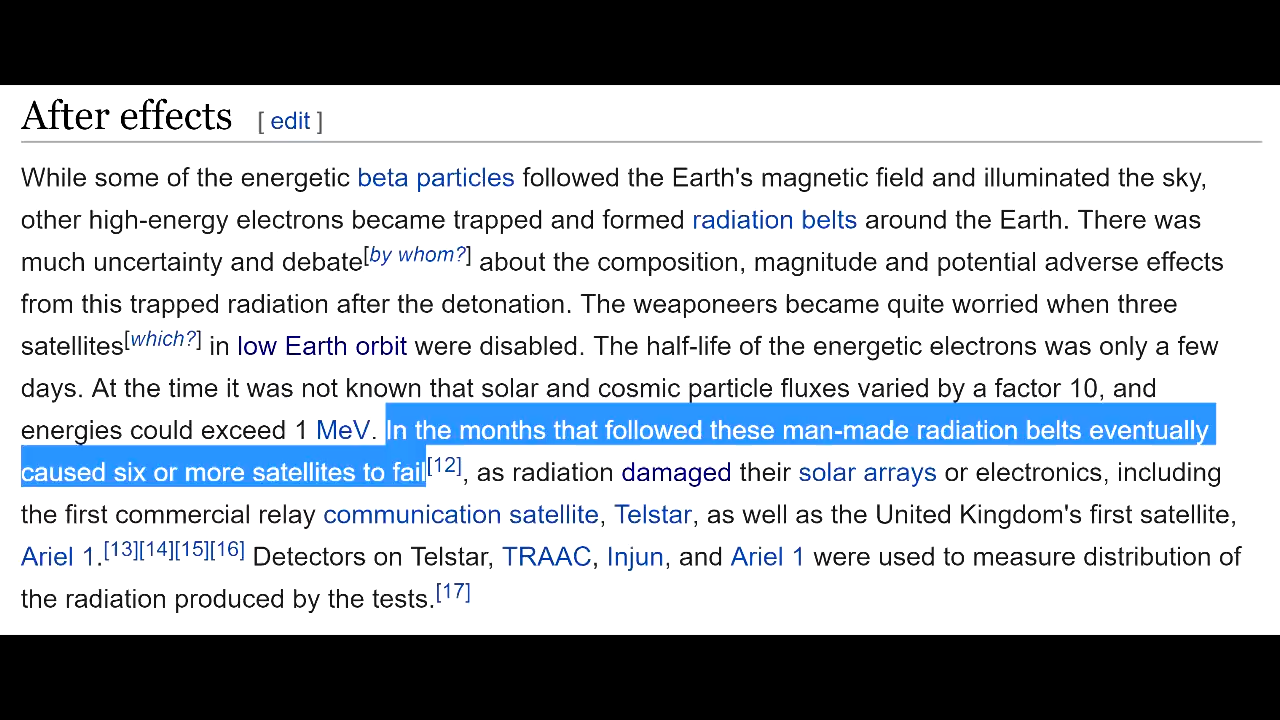 After effects [ edit ]
While some of the energetic beta particles followed the Earth's magnetic field and illuminated the sky,
other high-energy electrons became trapped and formed radiation belts around the Earth. There was
much uncertainty and debate[by whom?] about the composition, magnitude and potential adverse effects
from this trapped radiation after the detonation. The weaponeers became quite worried when three
satellites[which?] in low Earth orbit were disabled. The half-life of the energetic electrons was only a few
days. At the time it was not known that solar and cosmic particle fluxes varied by a factor 10, and
energies could exceed 1 MeV. In the months that followed these man-made radiation belts eventually
caused six or more satellites to fail[12], as radiation damaged their solar arrays or electronics, including
the first commercial relay communication satellite, Telstar, as well as the United Kingdom's first satellite,
Ariel 1.[13][14][15][16] Detectors on Telstar, TRAAC, Injun, and Ariel 1 were used to measure distribution of
the radiation produced by the tests.[17]